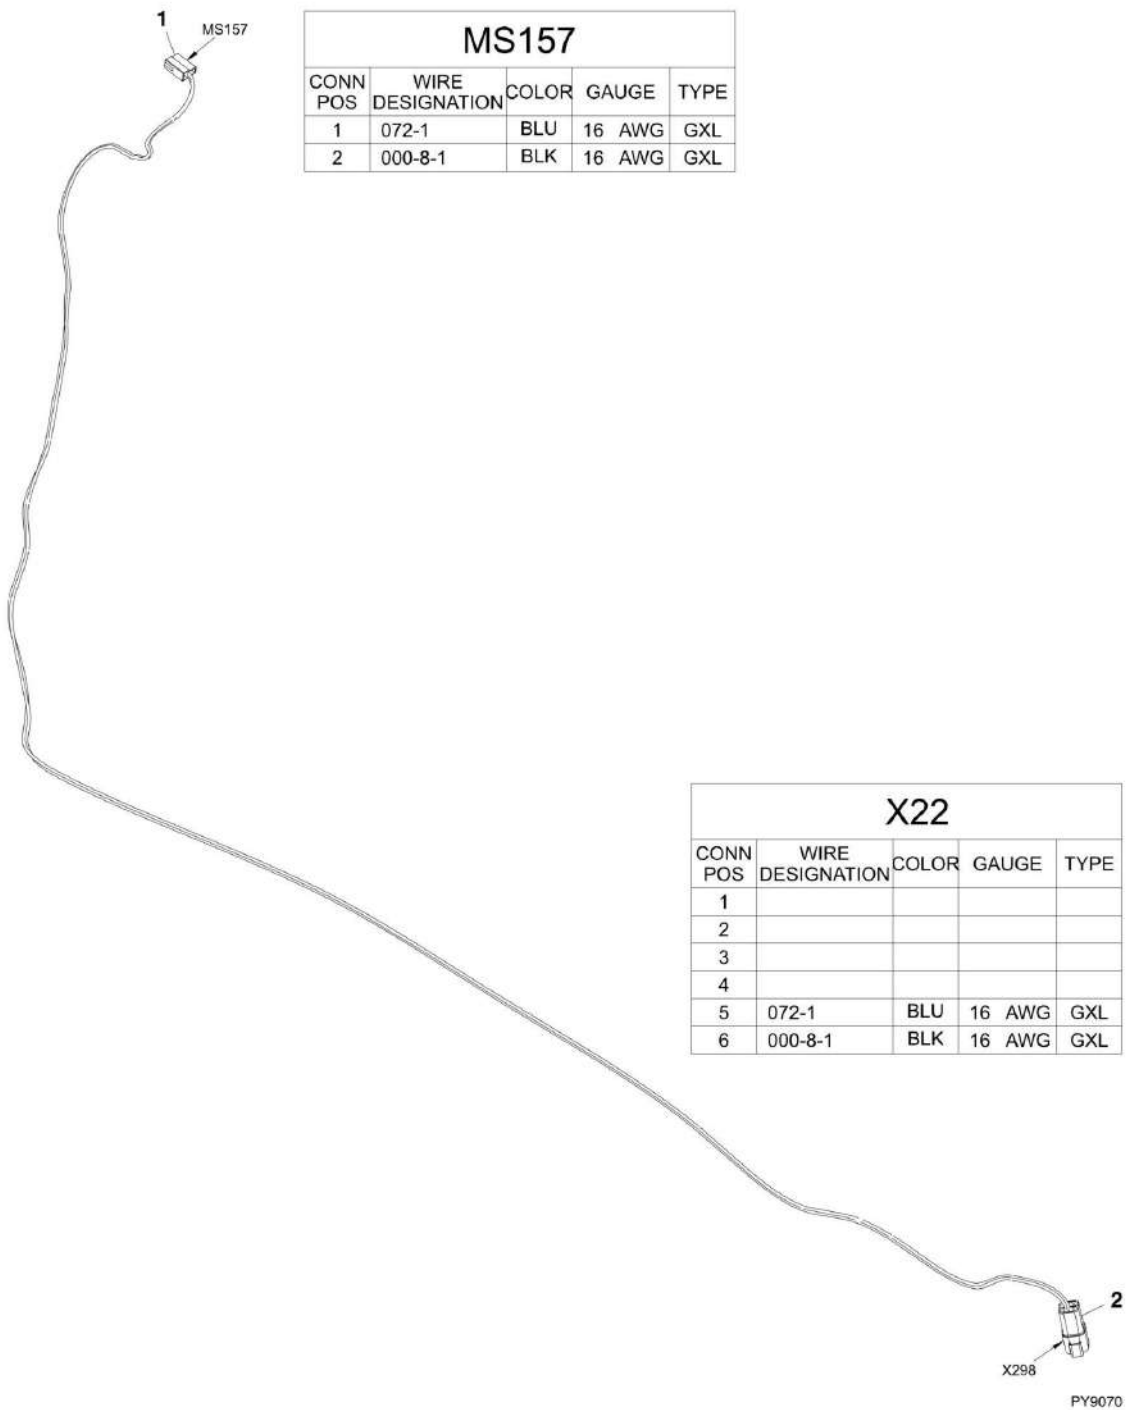 1
MS157
MS157
CONN POS WIRE DESIGNATION COLOR GAUGE TYPE
1 072-1 BLU 16 AWG GXL
2 000-8-1 BLK 16 AWG GXL
X22
CONN POS WIRE DESIGNATION COLOR GAUGE TYPE
1
2
3
4
5 072-1 BLU 16 AWG GXL
6 000-8-1 BLK 16 AWG GXL
2
X298
PY9070